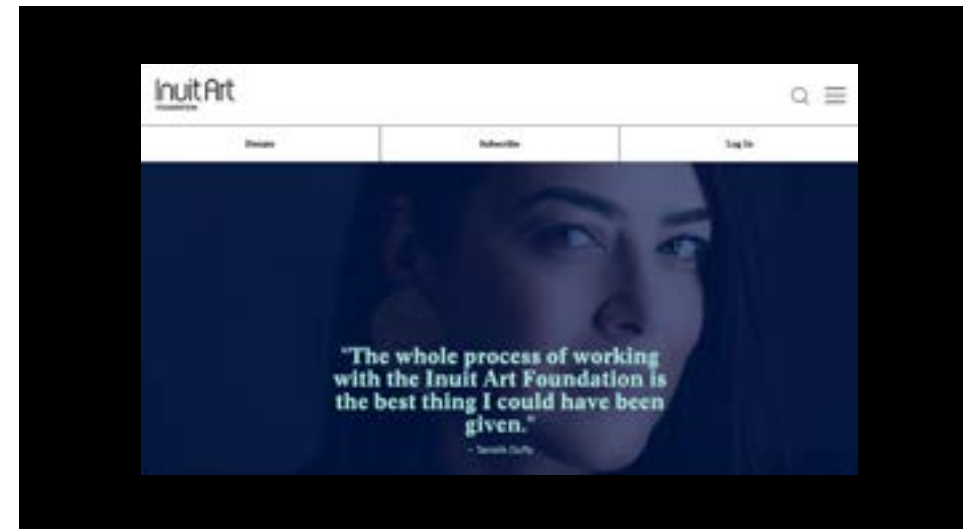 Inuit Art
FOUNDATION
Donate
Subscribe
Log In
"The whole process of working
with the Inuit Art Foundation is
the best thing I could have been
given."